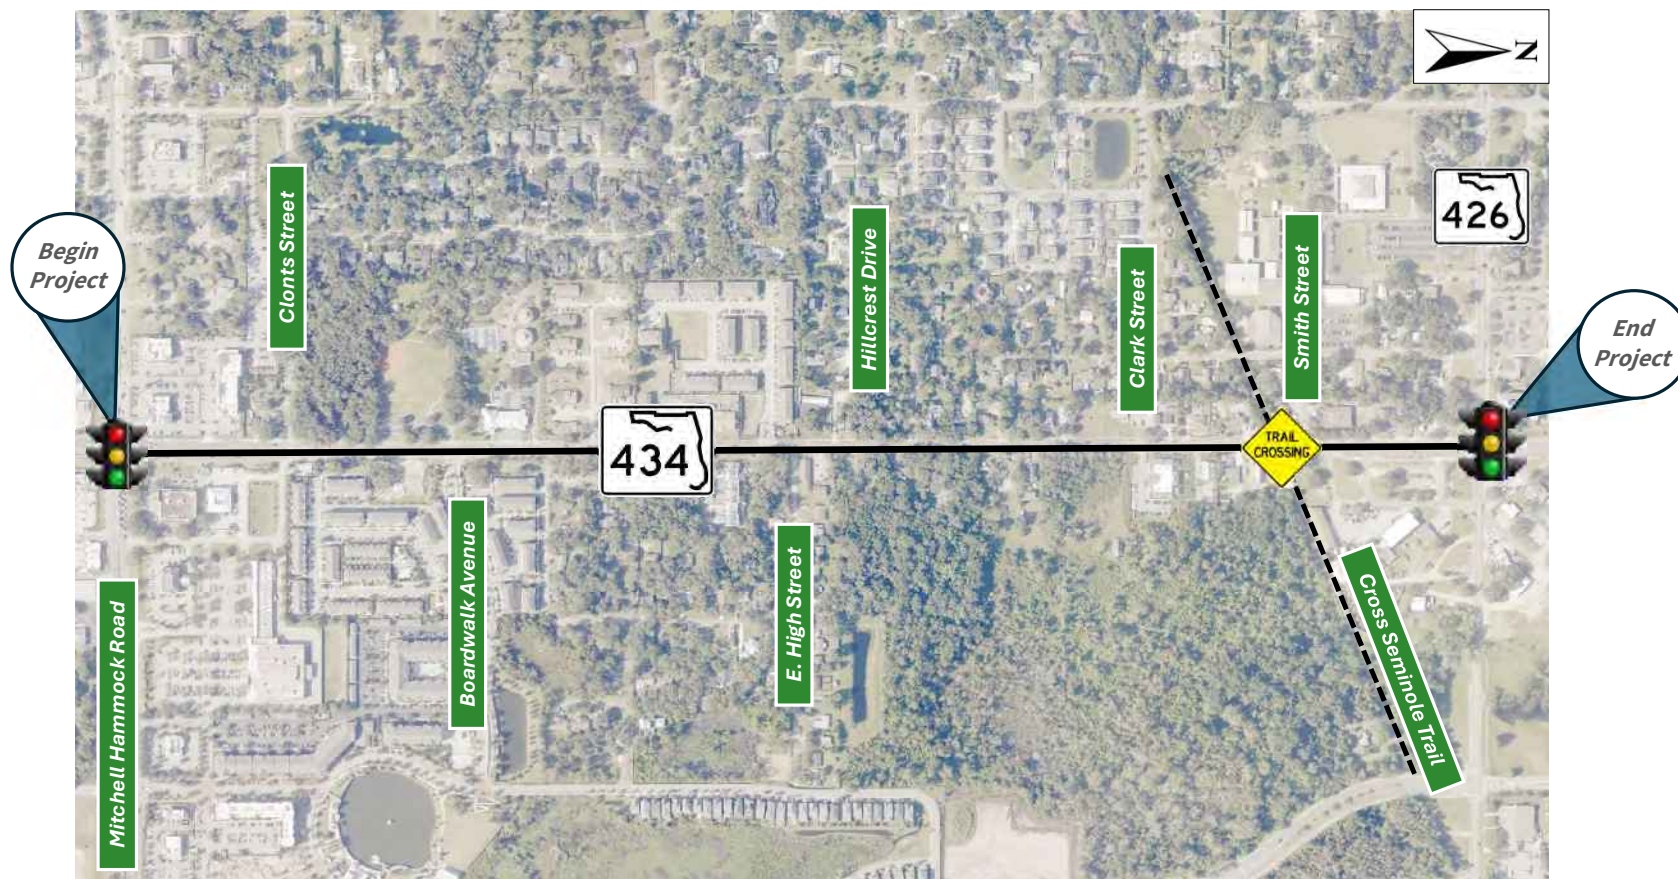 N
426
Begin
Project
Clonts Street
Hillcrest Drive
Clark Street
Smith Street
End
Project
434
TRAIL
CROSSING
Mitchell Hammock Road
Boardwalk Avenue
E. High Street
Cross Seminole Trail